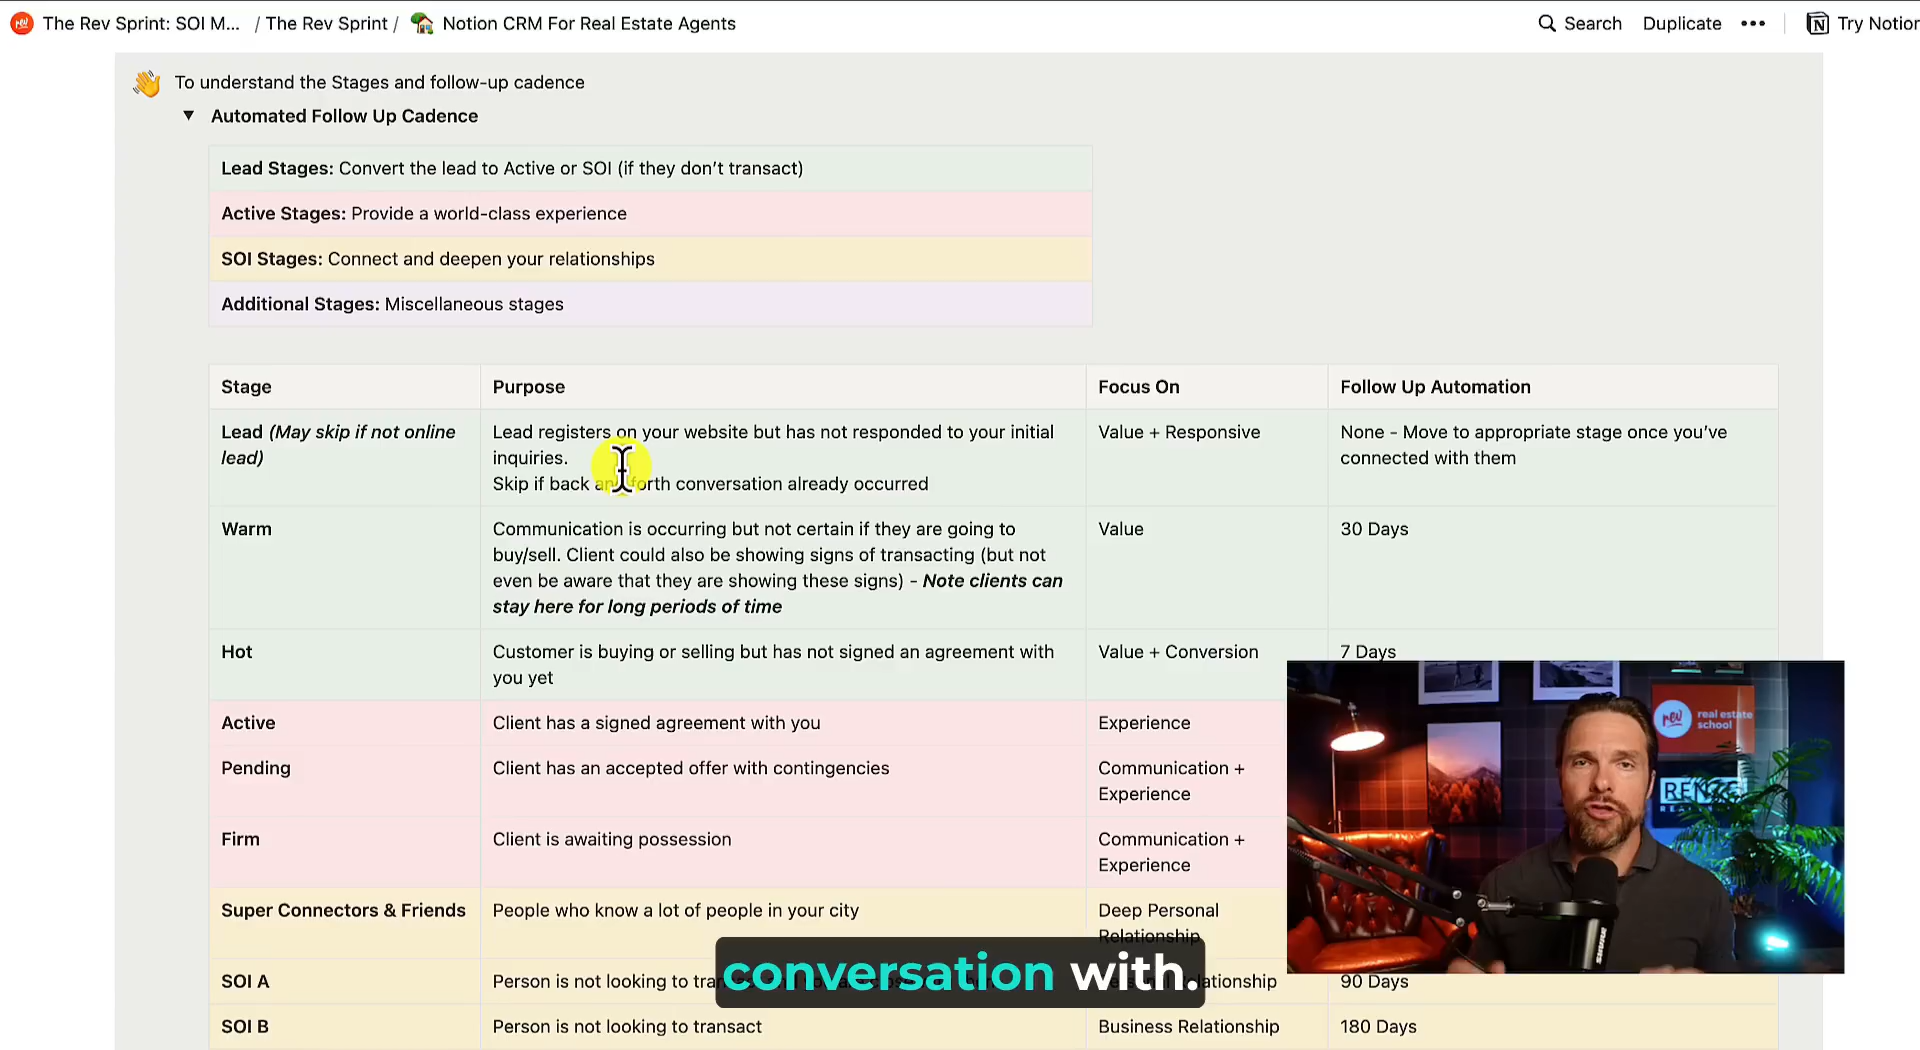 The Rev Sprint: SOI M... / The Rev Sprint / Notion CRM For Real Estate Agents
Search Duplicate ••• Try Notion
To understand the Stages and follow-up cadence
Automated Follow Up Cadence
Lead Stages: Convert the lead to Active or SOI (if they don’t transact)
Active Stages: Provide a world-class experience
SOI Stages: Connect and deepen your relationships
Additional Stages: Miscellaneous stages
Stage Purpose Focus On Follow Up Automation
Lead (May skip if not online
lead)
Lead registers on your website but has not responded to your initial
inquiries.
Skip if back and forth conversation already occurred
Value + Responsive
None - Move to appropriate stage once you’ve
connected with them
Warm
Communication is occurring but not certain if they are going to
buy/sell. Client could also be showing signs of transacting (but not
even be aware that they are showing these signs) - Note clients can
stay here for long periods of time
Value
30 Days
Hot
Customer is buying or selling but has not signed an agreement with
you yet
Value + Conversion
7 Days
Active
Client has a signed agreement with you
Experience
Pending
Client has an accepted offer with contingencies
Communication +
Experience
Firm
Client is awaiting possession
Communication +
Experience
Super Connectors & Friends
People who know a lot of people in your city
Deep Personal
Relationship
SOI A
Person is not looking to
90 Days
SOI B
Person is not looking to transact
Business Relationship
180 Days
rev real estate
school
SHURE
conversation with.